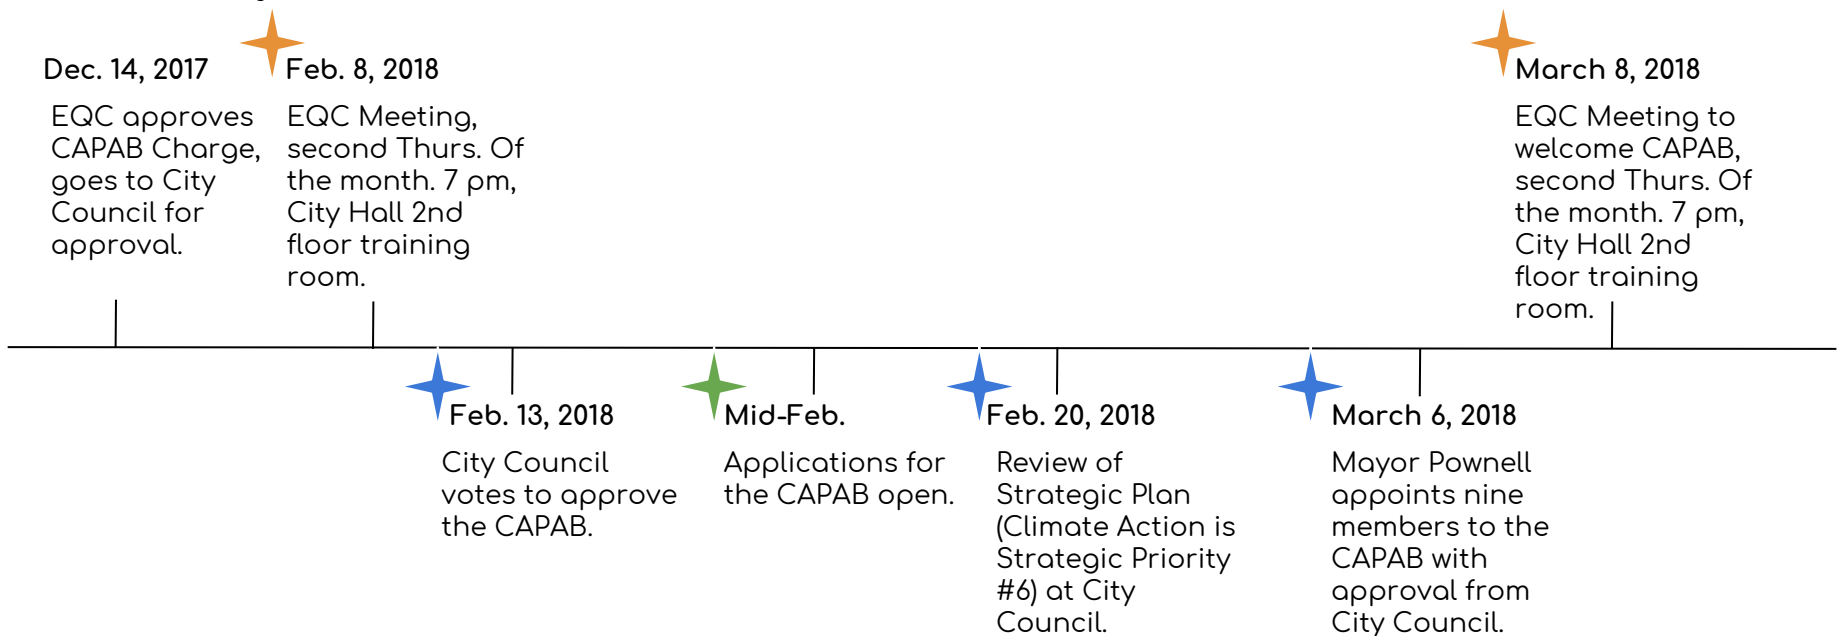 Dec. 14, 2017
EQC approves
CAPAB Charge,
goes to City
Council for
approval.
Feb. 8, 2018
EQC Meeting,
second Thurs. Of
the month. 7 pm,
City Hall 2nd
floor training
room.
March 8, 2018
EQC Meeting to
welcome CAPAB,
second Thurs. Of
the month. 7 pm,
City Hall 2nd
floor training
room.
Feb. 13, 2018
City Council
votes to approve
the CAPAB.
Mid-Feb.
Applications for
the CAPAB open.
Feb. 20, 2018
Review of
Strategic Plan
(Climate Action is
Strategic Priority
#6) at City
Council.
March 6, 2018
Mayor Pownell
appoints nine
members to the
CAPAB with
approval from
City Council.